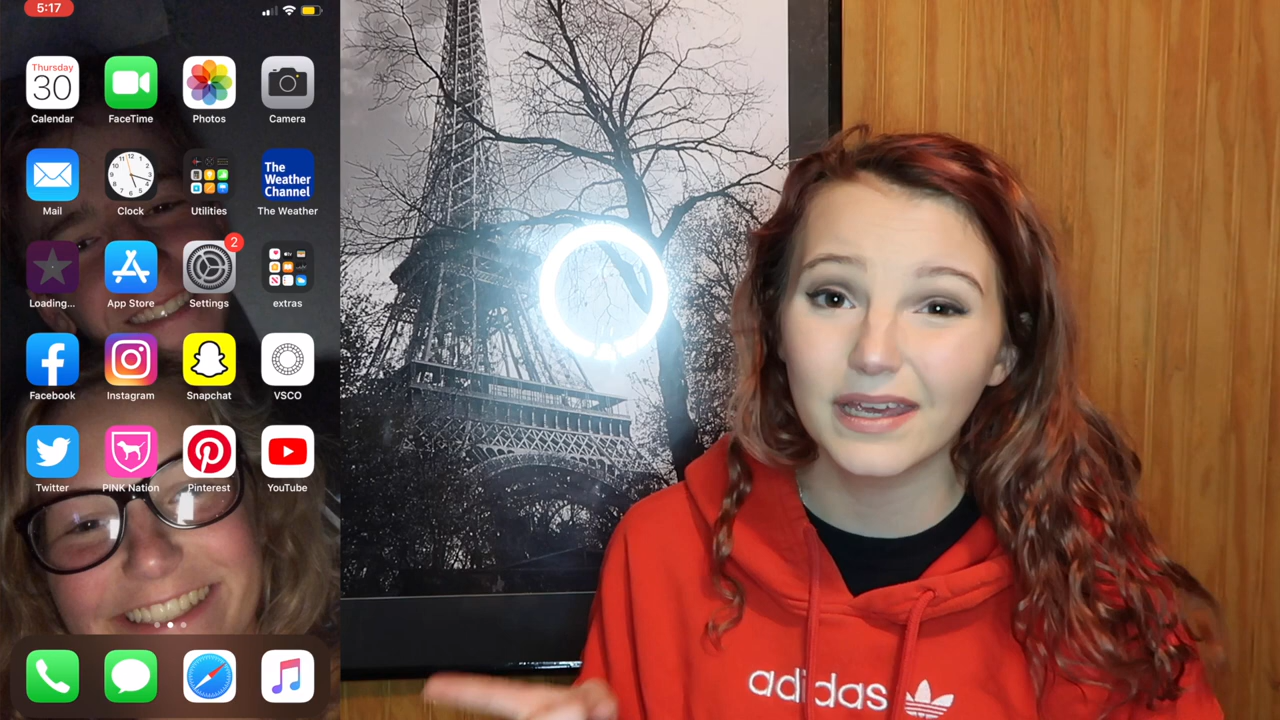 5:17
Thursday
30
Calendar
FaceTime
Photos
Camera
12
The
Weather
Channel
Mail
Clock
Utilities
The Weather
2
Loading...
App Store
Settings
extras
Facebook
Instagram
Snapchat
VSCO
Twitter
PINK Nation
Pinterest
YouTube
adidas